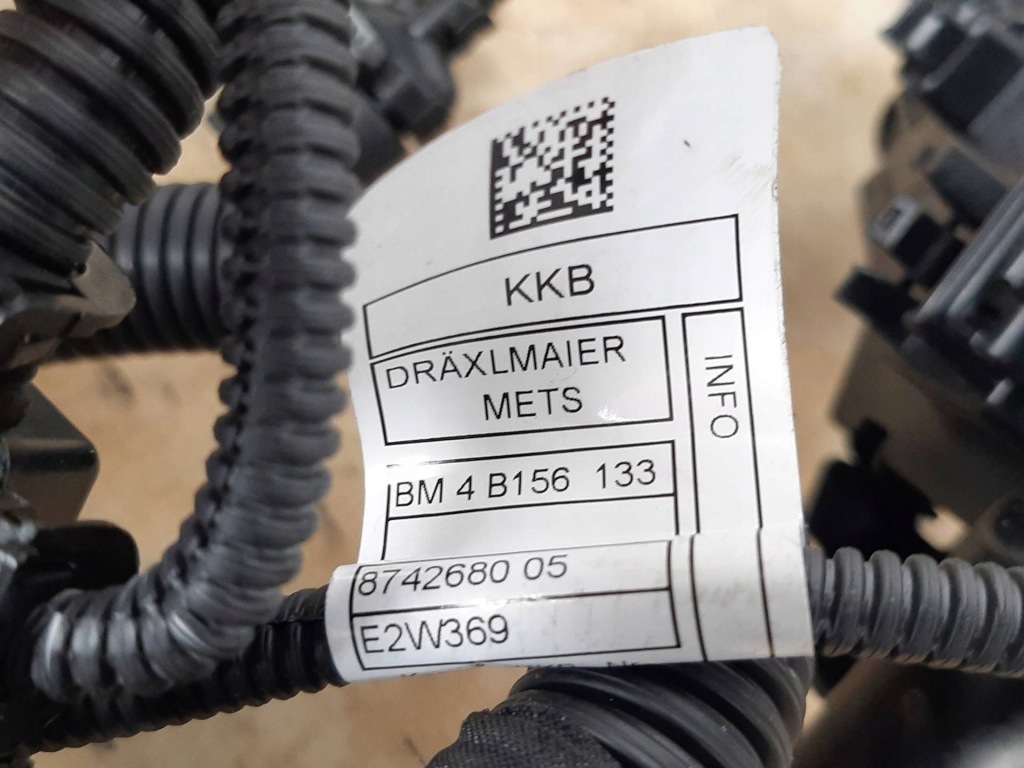 KKB
DRÄXLMAIER
METS
INFO
BM 4 B156 133
8742680 05
E2W369